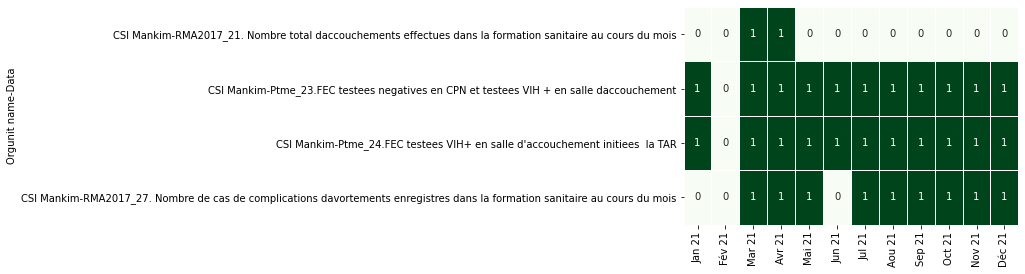 CSI Mankim-RMA2017_21. Nombre total daccouchements effectues dans la formation sanitaire au cours du mois
0 0 1 1 0 0 0 0 0 0 0 0
CSI Mankim-Ptme_23.FEC testees negatives en CPN et testees VIH + en salle daccouchement
1 0 1 1 1 1 1 1 1 1 1 1
CSI Mankim-Ptme_24.FEC testees VIH+ en salle d'accouchement initiees  la TAR
1 0 1 1 1 1 1 1 1 1 1 1
CSI Mankim-RMA2017_27. Nombre de cas de complications davortements enregistres dans la formation sanitaire au cours du mois
0 0 1 1 1 0 1 1 1 1 1 1
Orgunit name-Data
Jan 21
Fév 21
Mar 21
Avr 21
Mai 21
Jun 21
Jul 21
Aou 21
Sep 21
Oct 21
Nov 21
Déc 21